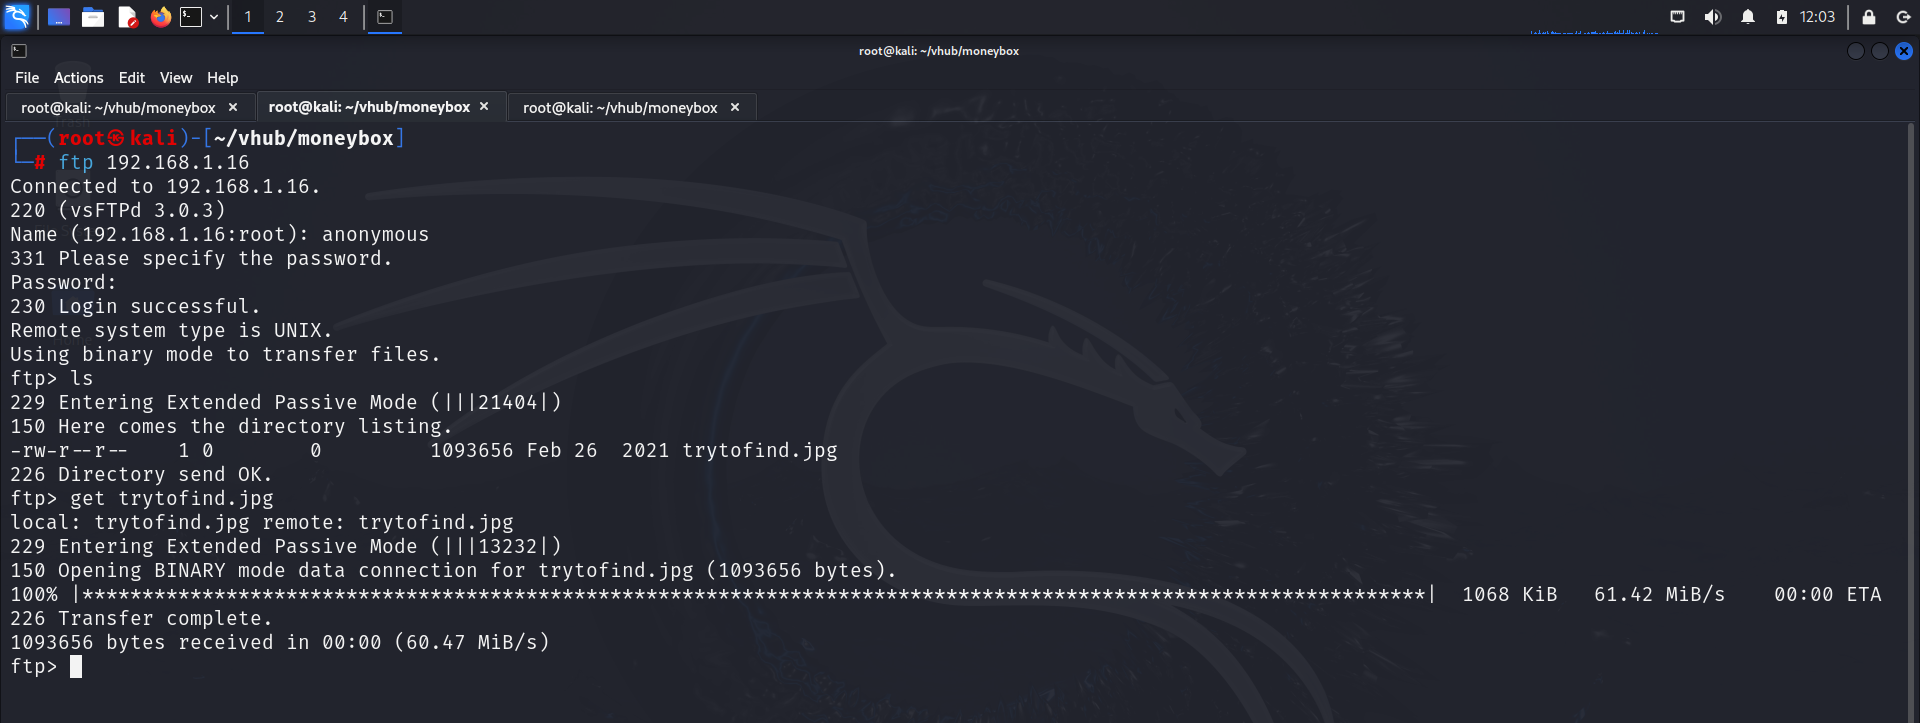 1 2 3 4 12:03
root@kali: ~/vhub/moneybox
File Actions Edit View Help
root@kali: ~/vhub/moneybox × root@kali: ~/vhub/moneybox × root@kali: ~/vhub/moneybox ×
┌──(root㉿kali)-[~/vhub/moneybox]
└─# ftp 192.168.1.16
Connected to 192.168.1.16.
220 (vsFTPd 3.0.3)
Name (192.168.1.16:root): anonymous
331 Please specify the password.
Password:
230 Login successful.
Remote system type is UNIX.
Using binary mode to transfer files.
ftp> ls
229 Entering Extended Passive Mode (|||21404|)
150 Here comes the directory listing.
-rw-r--r--    1 0        0         1093656 Feb 26  2021 trytofind.jpg
226 Directory send OK.
ftp> get trytofind.jpg
local: trytofind.jpg remote: trytofind.jpg
229 Entering Extended Passive Mode (|||13232|)
150 Opening BINARY mode data connection for trytofind.jpg (1093656 bytes).
100% |****************************************************************************************************************|  1068 KiB   61.42 MiB/s    00:00 ETA
226 Transfer complete.
1093656 bytes received in 00:00 (60.47 MiB/s)
ftp>